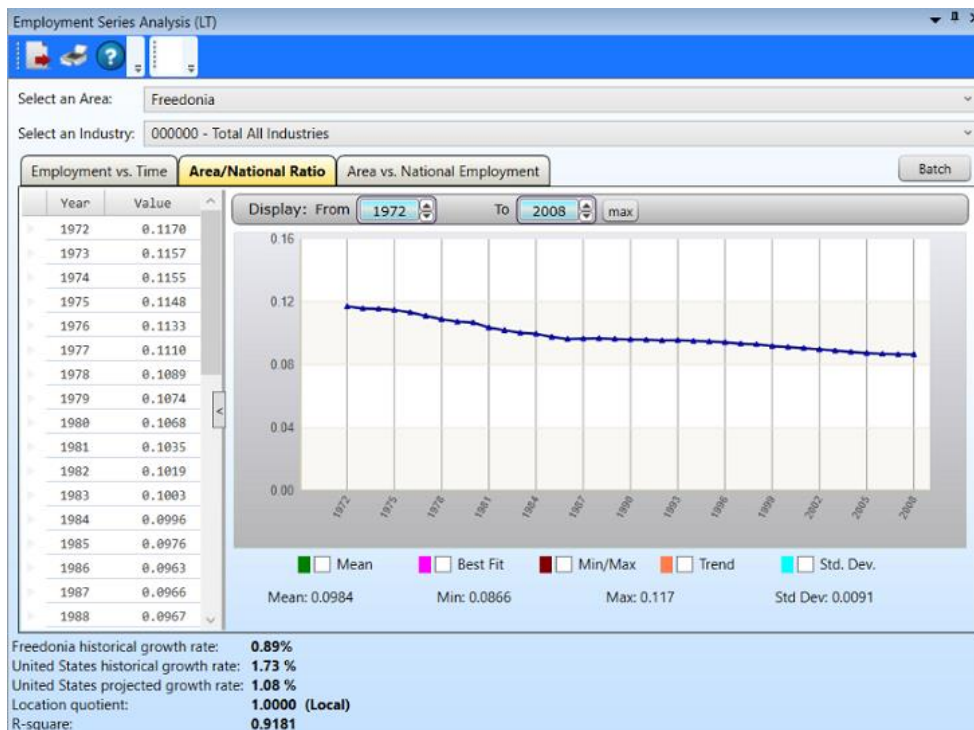 Employment Series Analysis (LT)
?
Select an Area: Freedonia
Select an Industry: 000000 - Total All Industries
Employment vs. Time Area/National Ratio Area vs. National Employment Batch
Year Value
1972 0.1170
1973 0.1157
1974 0.1155
1975 0.1148
1976 0.1133
1977 0.1110
1978 0.1089
1979 0.1074
1980 0.1068
1981 0.1035
1982 0.1019
1983 0.1003
1984 0.0996
1985 0.0976
1986 0.0963
1987 0.0966
1988 0.0967
<
Display: From 1972 To 2008 max
0.16
0.12
0.08
0.04
0.00
1972 1975 1978 1981 1984 1987 1990 1993 1996 1999 2002 2005 2008
Mean Best Fit Min/Max Trend Std. Dev.
Mean: 0.0984 Min: 0.0866 Max: 0.117 Std Dev: 0.0091
Freedonia historical growth rate: 0.89%
United States historical growth rate: 1.73 %
United States projected growth rate: 1.08 %
Location quotient: 1.0000 (Local)
R-square: 0.9181